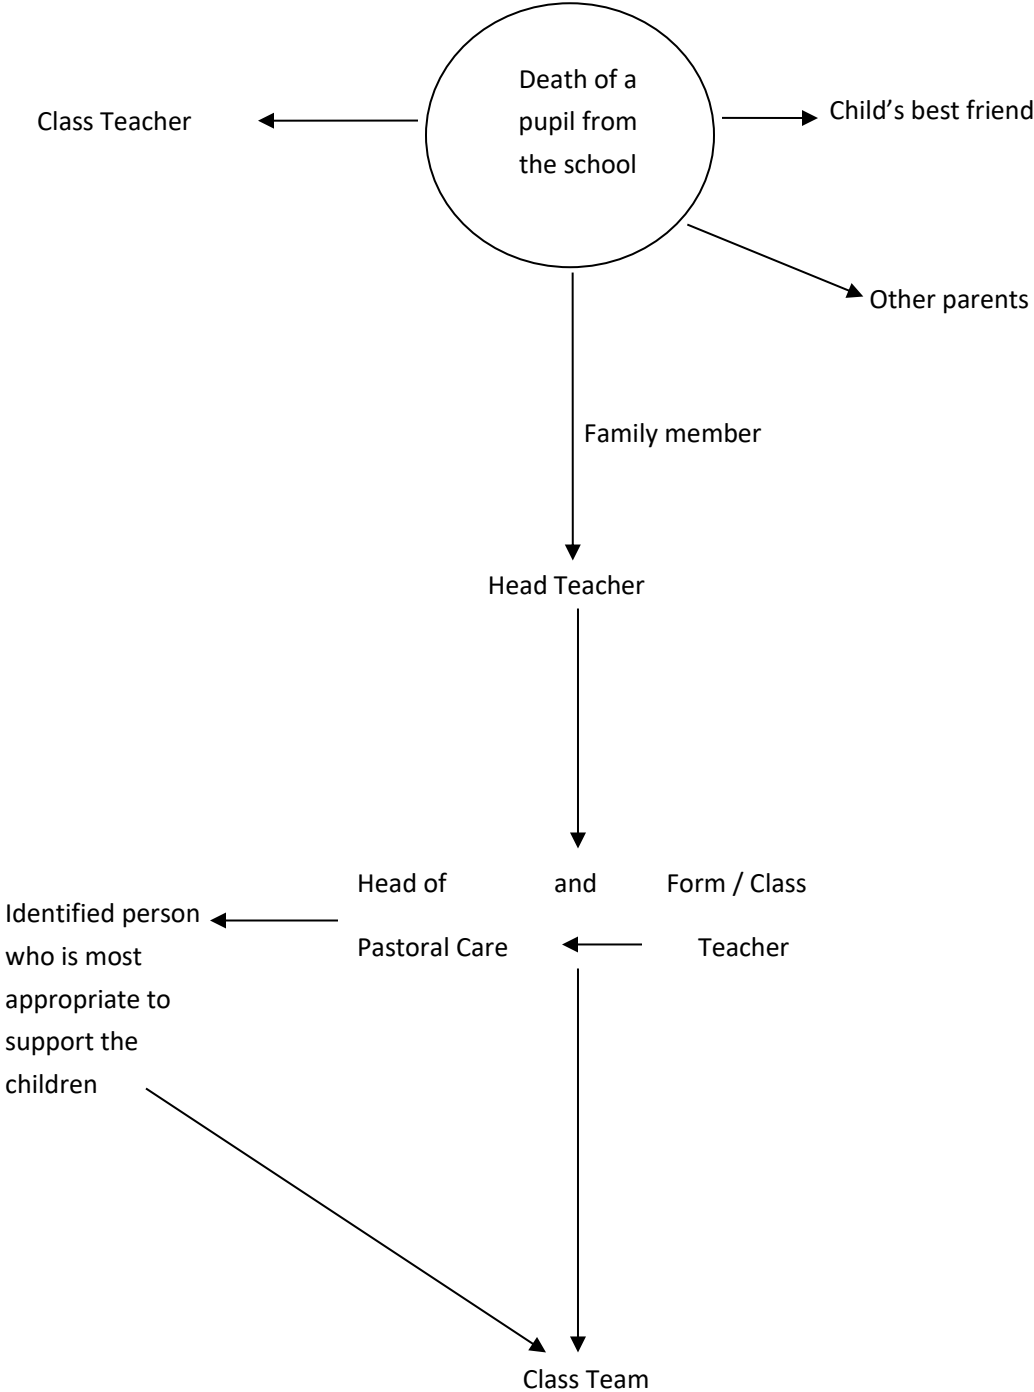 Death of a
pupil from
the school
Class Teacher
Child’s best friend
Other parents
Family member
Head Teacher
Head of and Form / Class
Pastoral Care Teacher
Identified person
who is most
appropriate to
support the
children
Class Team